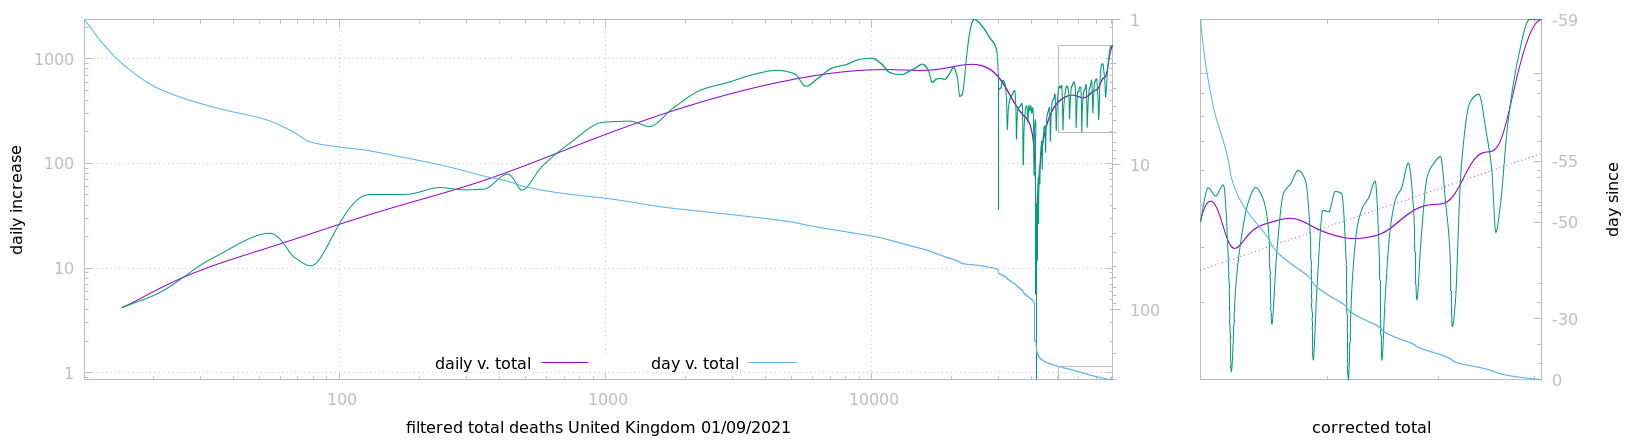 1000
100
10
1
daily increase
daily v. total
day v. total
100
1000
10000
filtered total deaths United Kingdom 01/09/2021
1
10
100
-59
-55
-50
-30
0
day since
corrected total